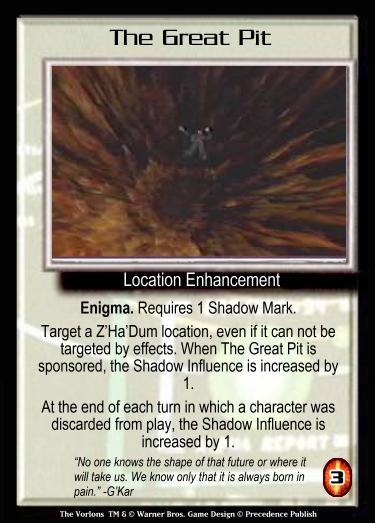 The Great Pit
Location Enhancement
Enigma. Requires 1 Shadow Mark.
Target a Z'Ha'Dum location, even if it can not be
targeted by effects. When The Great Pit is
sponsored, the Shadow Influence is increased by
1.
At the end of each turn in which a character was
discarded from play, the Shadow Influence is
increased by 1.
"No one knows the shape of that future or where it
will take us. We know only that it is always born in
pain." -G'Kar
3
The Vorlons TM & © Warner Bros. Game Design © Precedence Publish